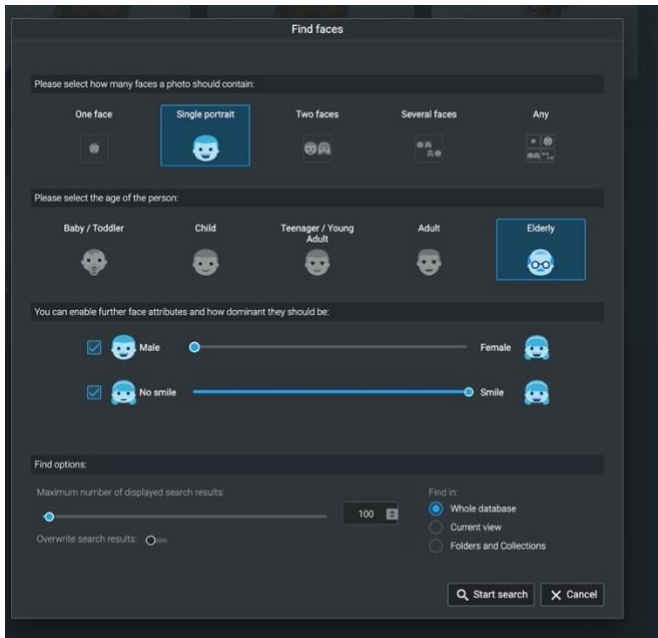 Find faces
Please select how many faces a photo should contain:
One face
Single portrait
Two faces
Several faces
Any
Please select the age of the person:
Baby / Toddler
Child
Teenager / Young
Adult
Adult
Elderly
You can enable further face attributes and how dominant they should be:
Male
Female
No smile
Smile
Find options:
Maximum number of displayed search results:
100
Overwrite search results:
Find in:
Whole database
Current view
Folders and Collections
Start search
Cancel